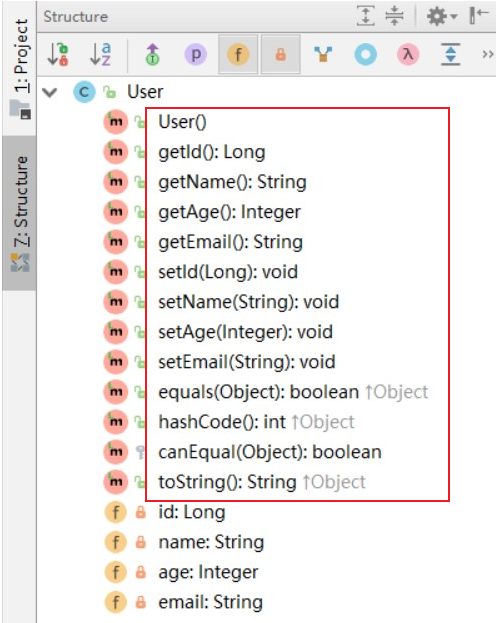 Structure
1: Project
7: Structure
User
User()
getId(): Long
getName(): String
getAge(): Integer
getEmail(): String
setId(Long): void
setName(String): void
setAge(Integer): void
setEmail(String): void
equals(Object): boolean ↑Object
hashCode(): int ↑Object
canEqual(Object): boolean
toString(): String ↑Object
id: Long
name: String
age: Integer
email: String